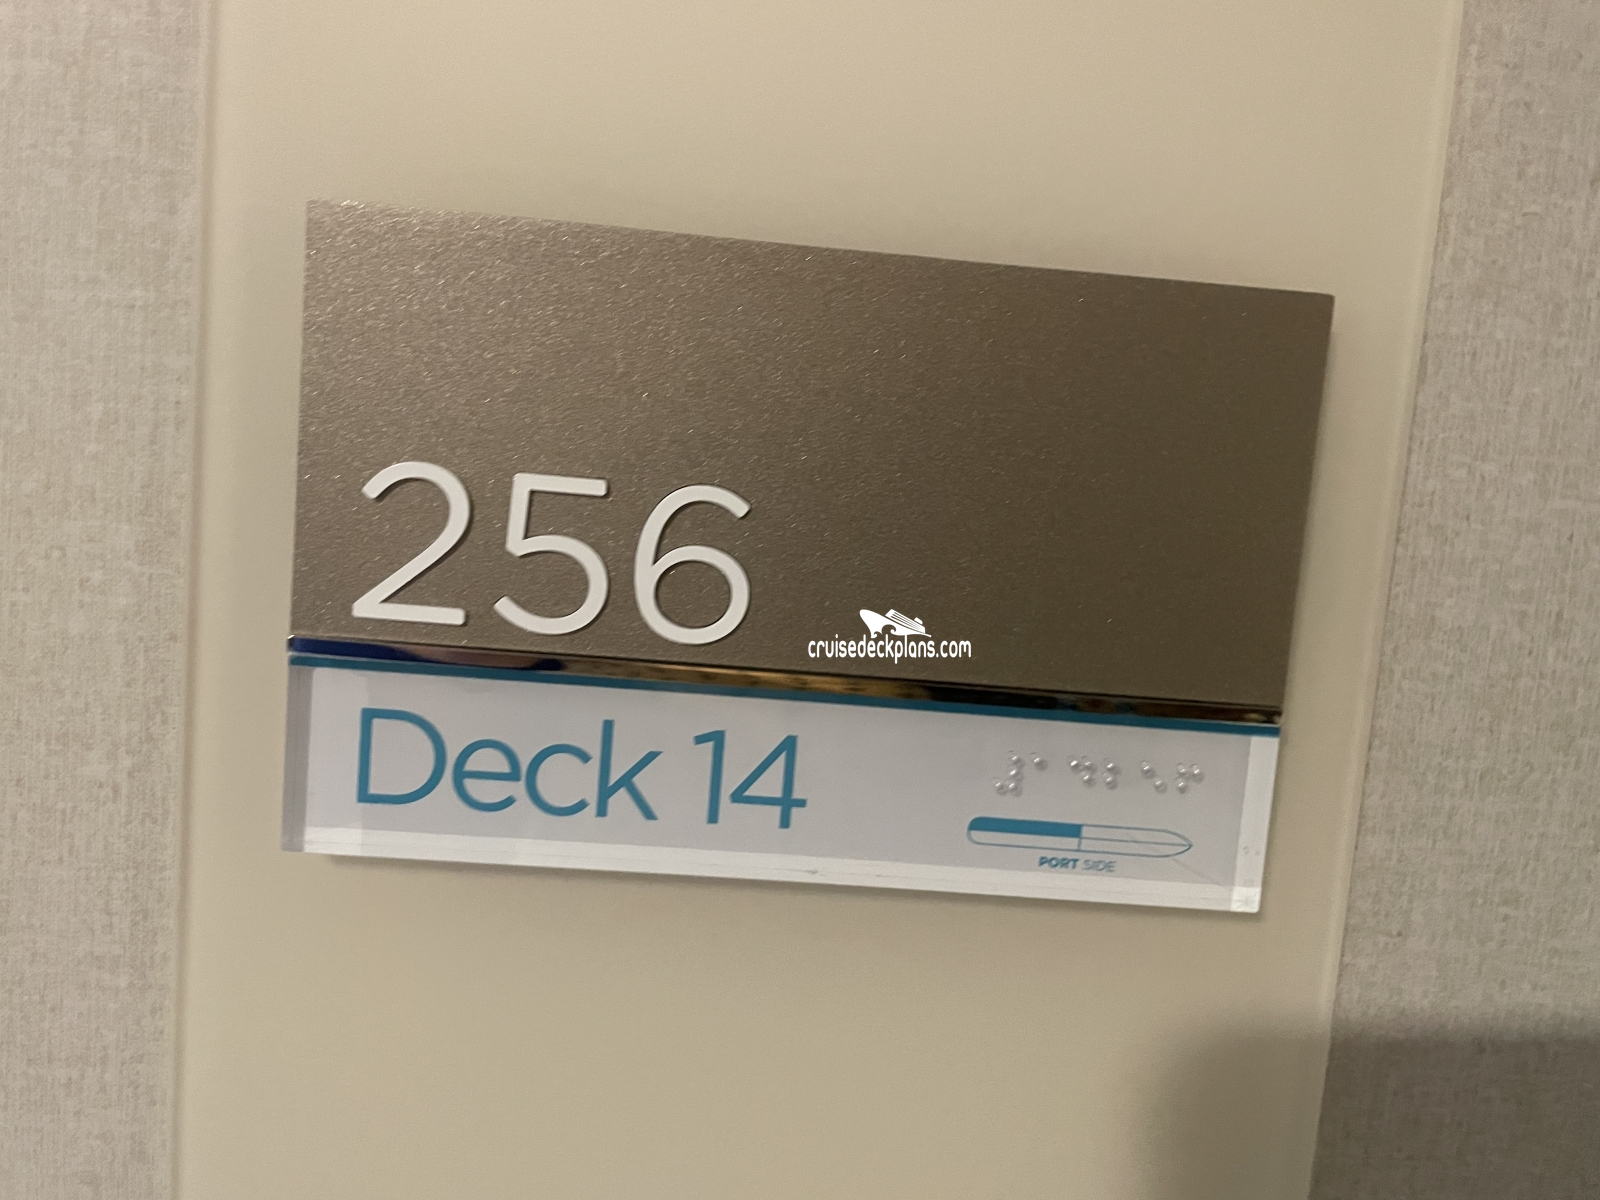 256
cruisedeckplans.com
Deck 14
PORT SIDE